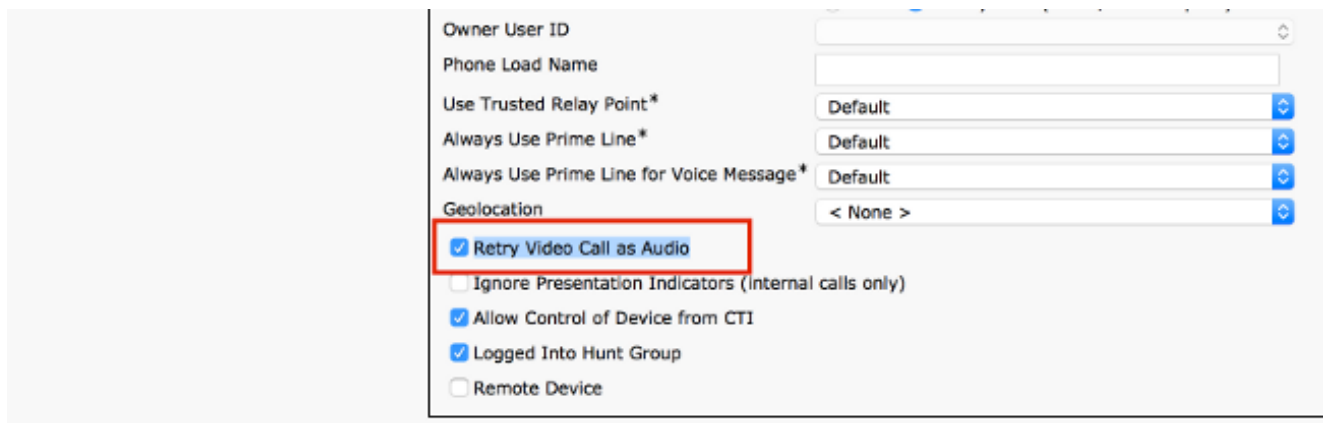 Owner User ID
Phone Load Name
Use Trusted Relay Point* Default
Always Use Prime Line* Default
Always Use Prime Line for Voice Message* Default
Geolocation < None >
Retry Video Call as Audio
Ignore Presentation Indicators (internal calls only)
Allow Control of Device from CTI
Logged Into Hunt Group
Remote Device